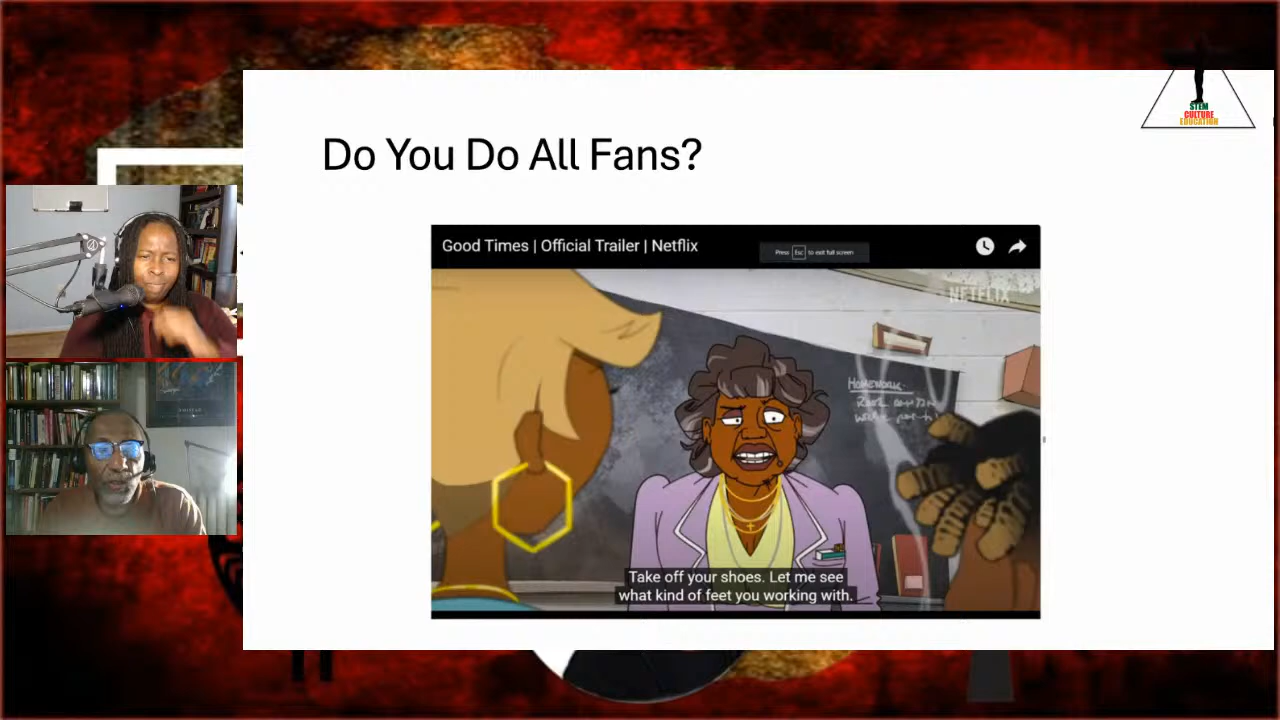 STEM
CULTURE
EDUCATION
Do You Do All Fans?
Good Times | Official Trailer | Netflix
Press Esc to exit full screen
NETFLIX
HOMEWORK
Take off your shoes. Let me see
what kind of feet you working with.